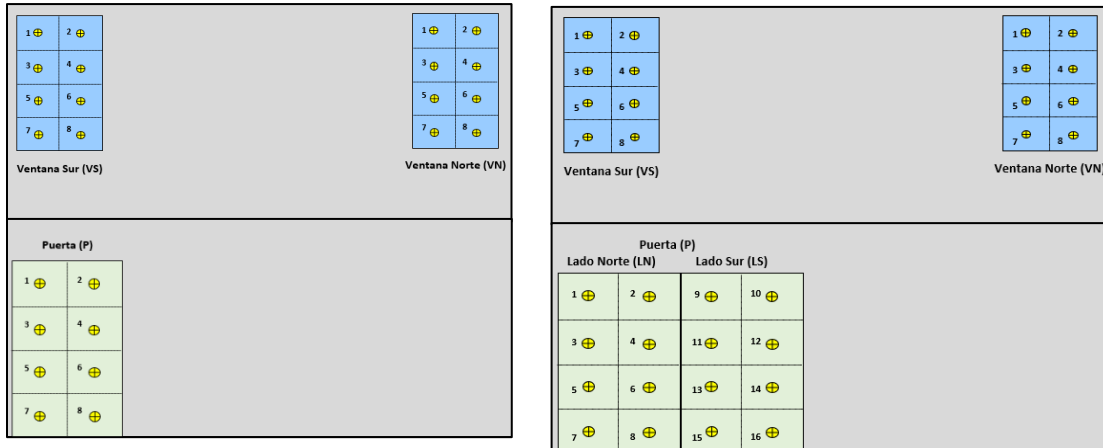 1 2 1 2
3 4 3 4
5 6 5 6
7 8 7 8
Ventana Sur (VS) Ventana Norte (VN)
Puerta (P)
1 2
3 4
5 6
7 8
1 2 1 2
3 4 3 4
5 6 5 6
7 8 7 8
Ventana Sur (VS) Ventana Norte (VN)
Puerta (P)
Lado Norte (LN) Lado Sur (LS)
1 2 9 10
3 4 11 12
5 6 13 14
7 8 15 16